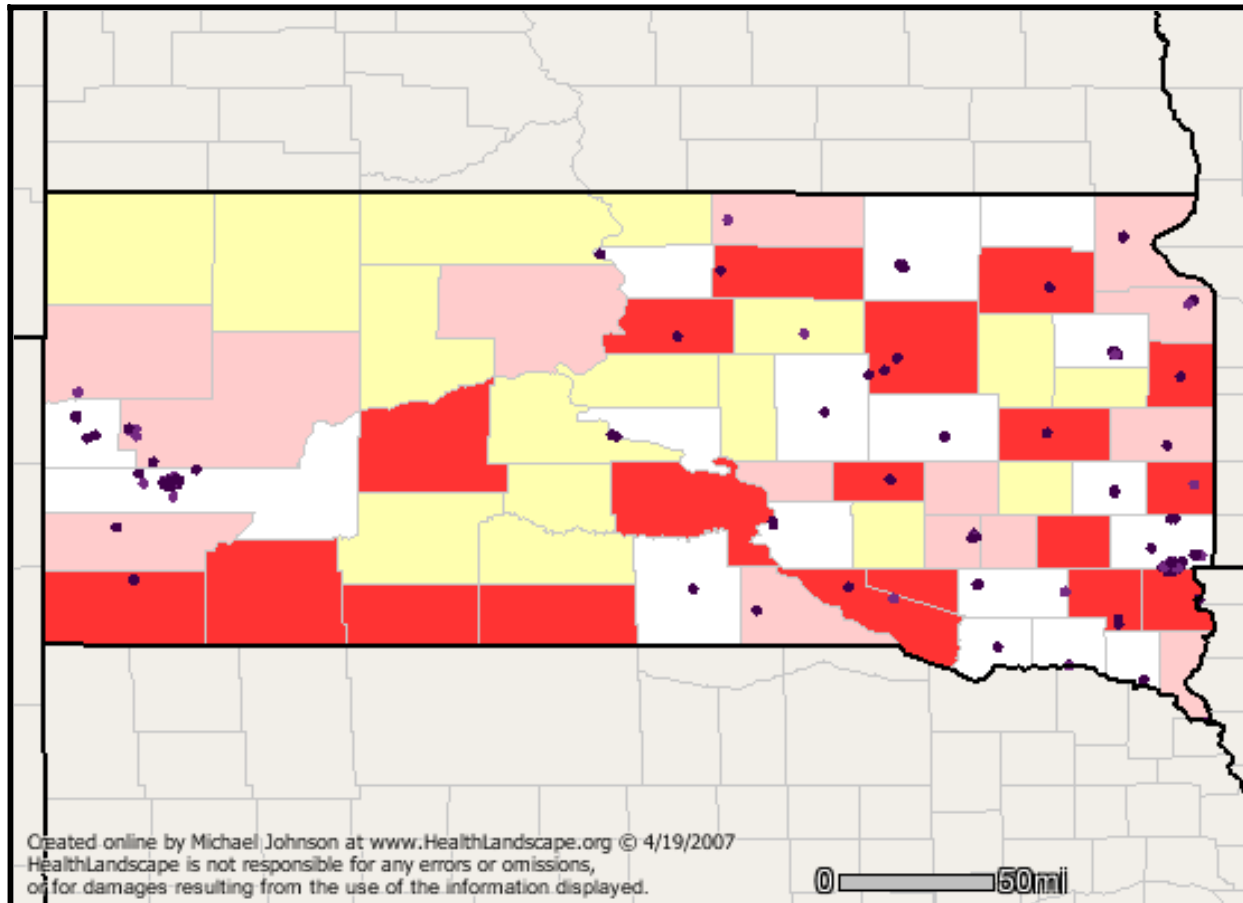 Created online by Michael Johnson at www.HealthLandscape.org © 4/19/2007
HealthLandscape is not responsible for any errors or omissions,
or for damages resulting from the use of the information displayed.
0 50mi